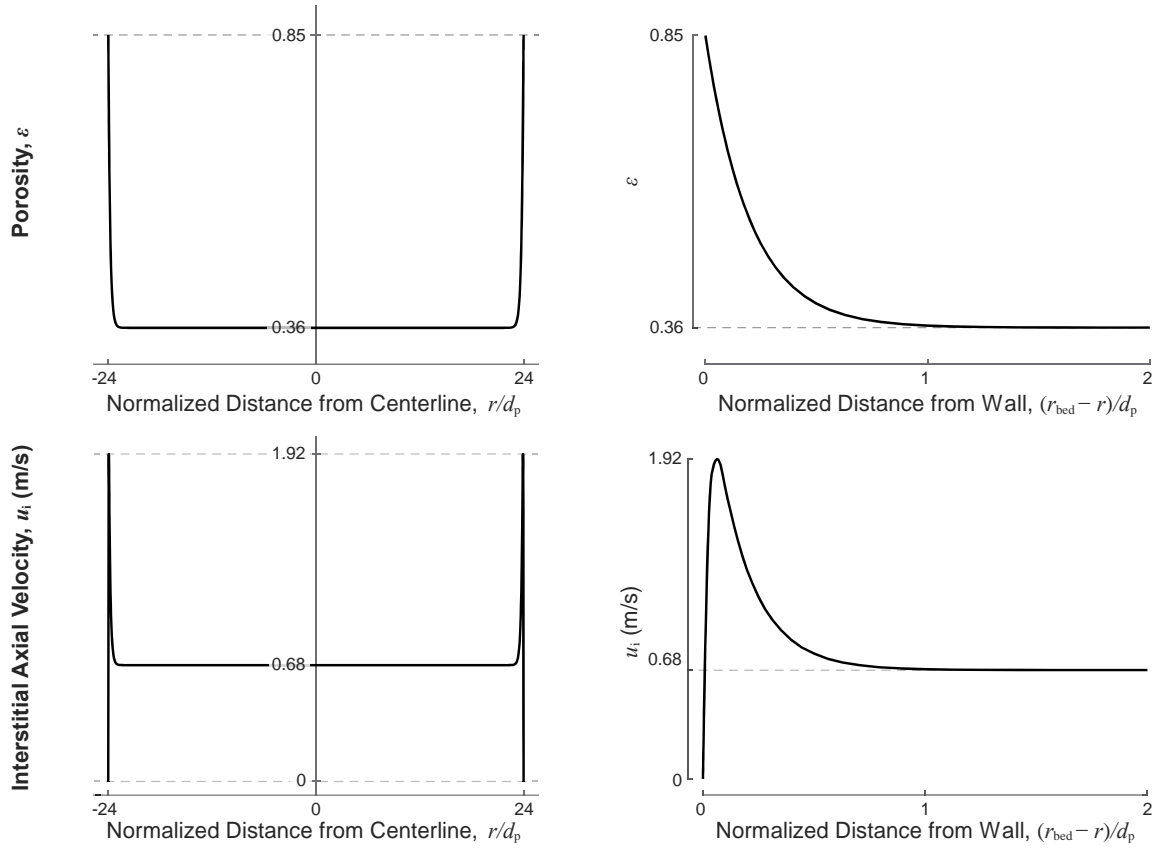 Porosity, ε
0.85
0.36
-24
0
24
Normalized Distance from Centerline, r/dp
ε
0.85
0.36
0
1
2
Normalized Distance from Wall, (rbed − r)/dp
Interstitial Axial Velocity, ui (m/s)
1.92
0.68
0
-24
0
24
Normalized Distance from Centerline, r/dp
ui (m/s)
1.92
0.68
0
0
1
2
Normalized Distance from Wall, (rbed − r)/dp